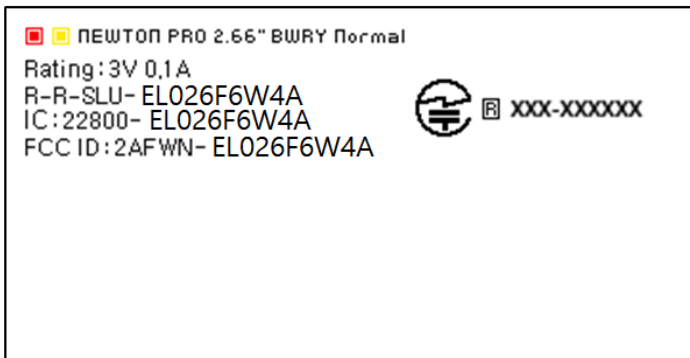 NEWTON PRO 2.66" BWRY Normal
Rating:3V 0.1A
R-R-SLU- EL026F6W4A
IC:22800- EL026F6W4A
FCC ID:2AFWN- EL026F6W4A
R XXX-XXXXXX